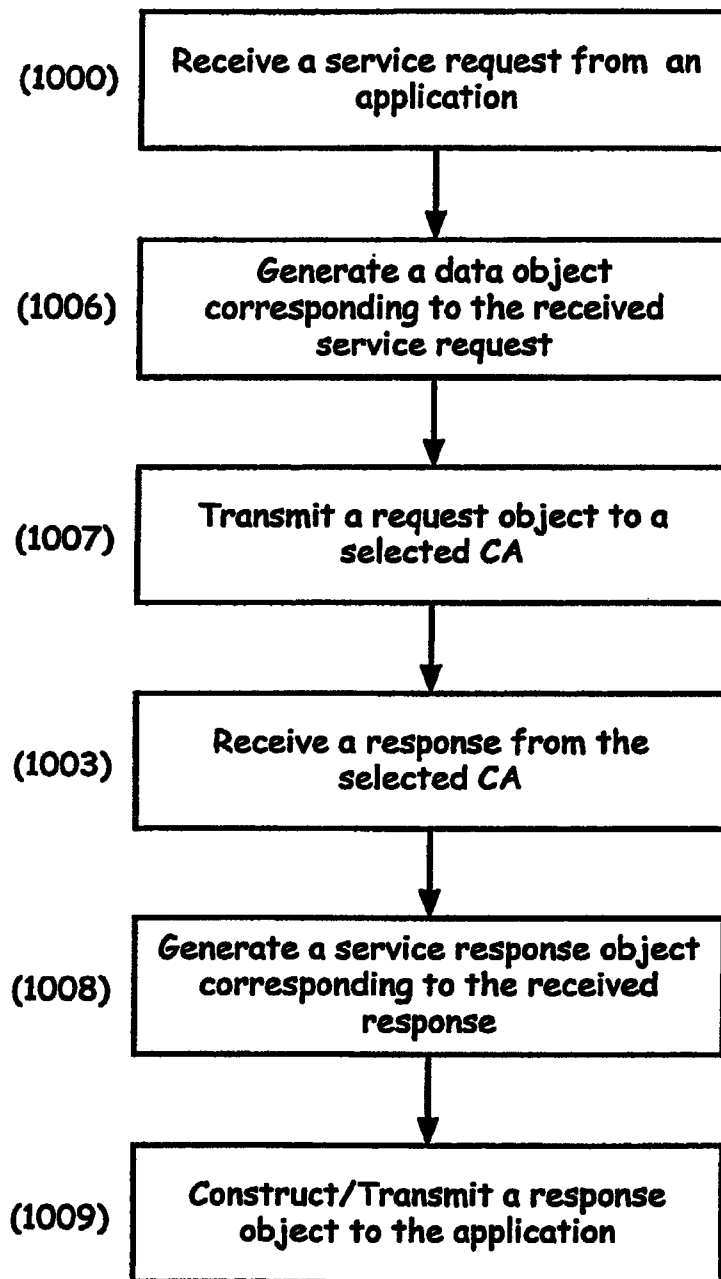 (1000)
Receive a service request from an
application
(1006)
Generate a data object
corresponding to the received
service request
(1007)
Transmit a request object to a
selected CA
(1003)
Receive a response from the
selected CA
(1008)
Generate a service response object
corresponding to the received
response
(1009)
Construct/Transmit a response
object to the application